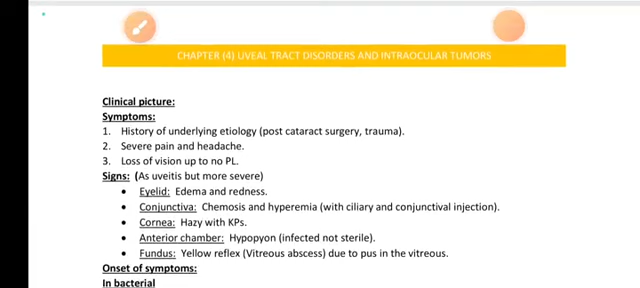 CHAPTER (4) UVEAL TRACT DISORDERS AND INTRAOCULAR TUMORS
Clinical picture:
Symptoms:
1. History of underlying etiology (post cataract surgery, trauma).
2. Severe pain and headache.
3. Loss of vision up to no PL.
Signs: (As uveitis but more severe)
• Eyelid: Edema and redness.
• Conjunctiva: Chemosis and hyperemia (with ciliary and conjunctival injection).
• Cornea: Hazy with KPs.
• Anterior chamber: Hypopyon (infected not sterile).
• Fundus: Yellow reflex (Vitreous abscess) due to pus in the vitreous.
Onset of symptoms:
In bacterial